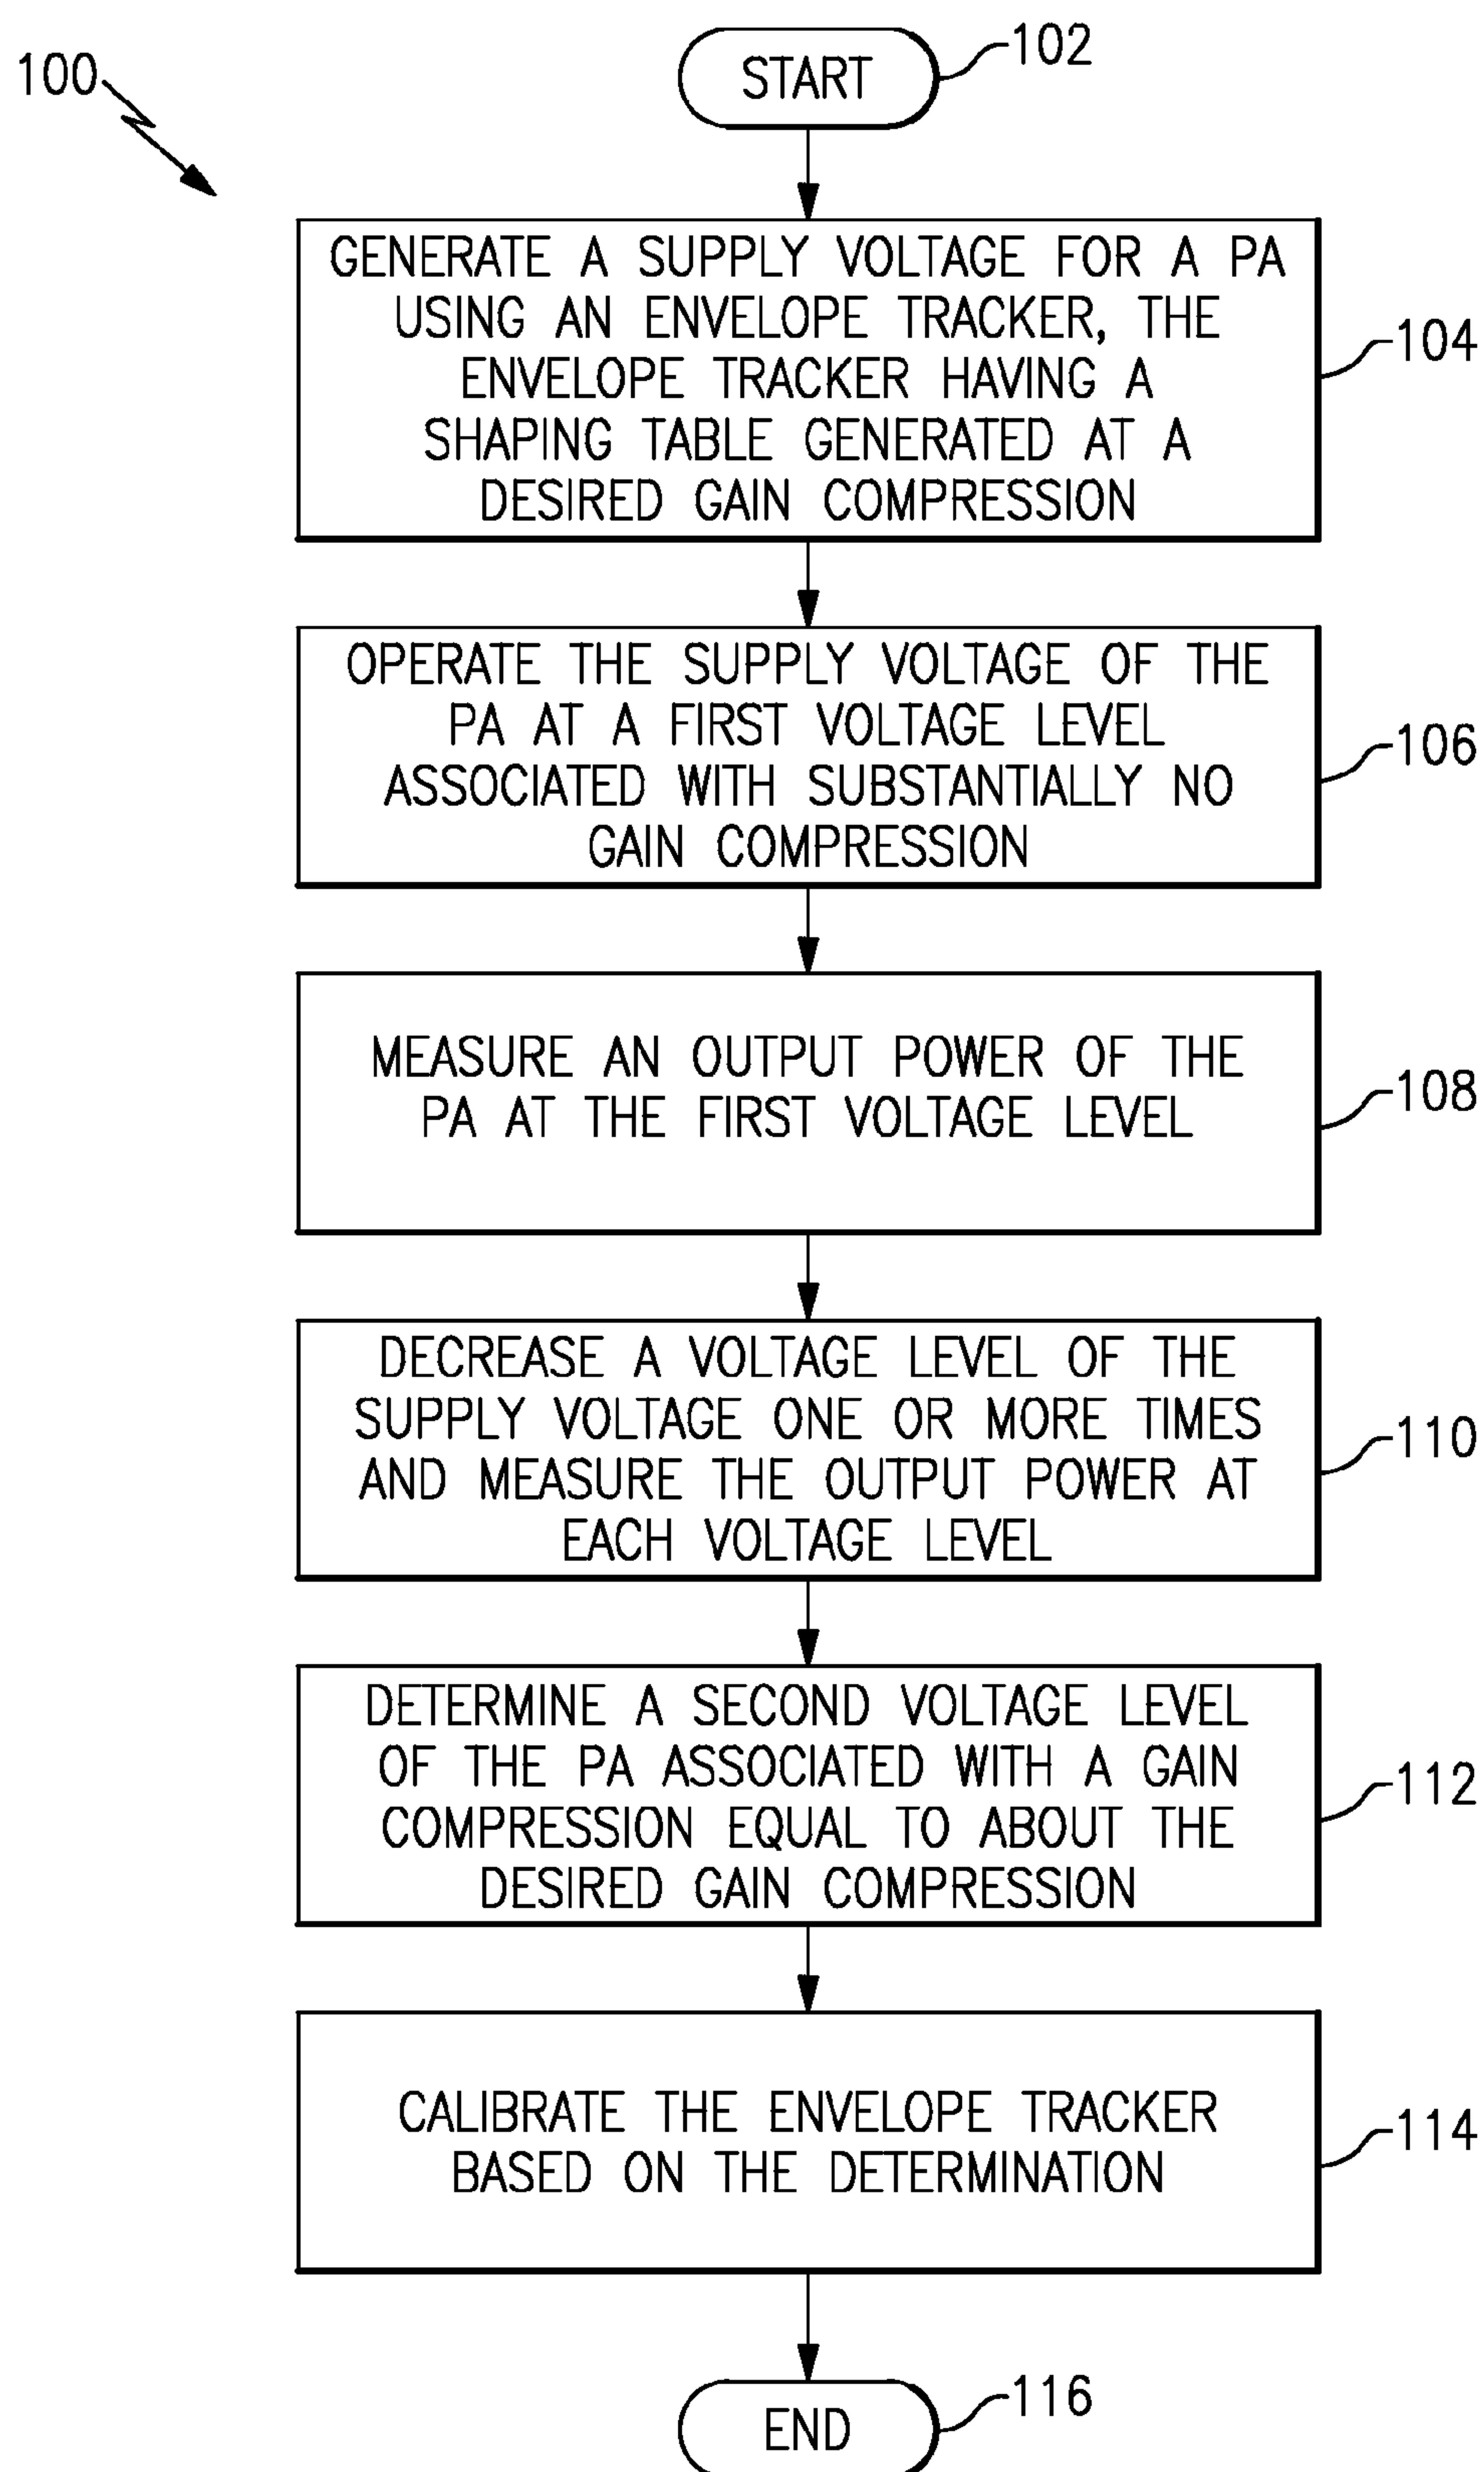 100
START
102
GENERATE A SUPPLY VOLTAGE FOR A PA
USING AN ENVELOPE TRACKER, THE
ENVELOPE TRACKER HAVING A
SHAPING TABLE GENERATED AT A
DESIRED GAIN COMPRESSION
104
OPERATE THE SUPPLY VOLTAGE OF THE
PA AT A FIRST VOLTAGE LEVEL
ASSOCIATED WITH SUBSTANTIALLY NO
GAIN COMPRESSION
106
MEASURE AN OUTPUT POWER OF THE
PA AT THE FIRST VOLTAGE LEVEL
108
DECREASE A VOLTAGE LEVEL OF THE
SUPPLY VOLTAGE ONE OR MORE TIMES
AND MEASURE THE OUTPUT POWER AT
EACH VOLTAGE LEVEL
110
DETERMINE A SECOND VOLTAGE LEVEL
OF THE PA ASSOCIATED WITH A GAIN
COMPRESSION EQUAL TO ABOUT THE
DESIRED GAIN COMPRESSION
112
CALIBRATE THE ENVELOPE TRACKER
BASED ON THE DETERMINATION
114
END
116